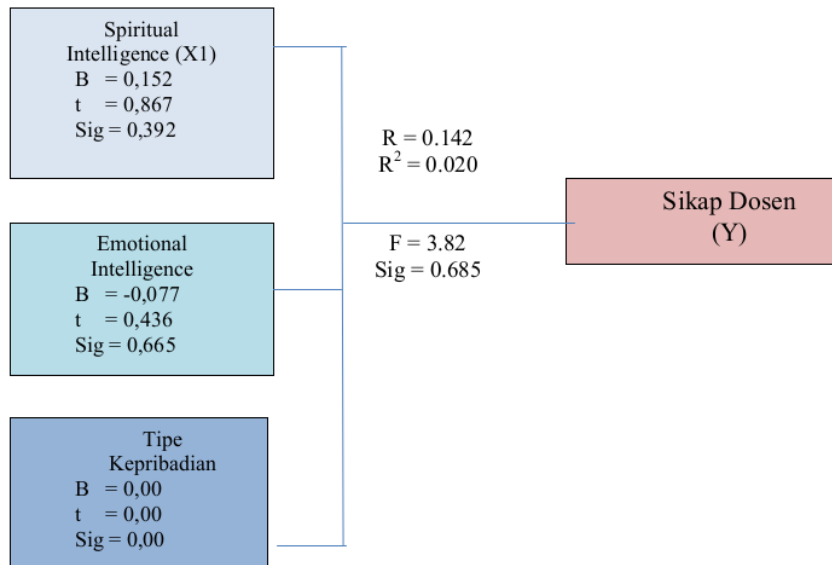 Spiritual
Intelligence (X1)
B = 0,152
t = 0,867
Sig = 0,392
R = 0.142
R² = 0.020
Sikap Dosen
(Y)
F = 3.82
Sig = 0.685
Emotional
Intelligence
B = -0,077
t = 0,436
Sig = 0,665
Tipe
Kepribadian
B = 0,00
t = 0,00
Sig = 0,00